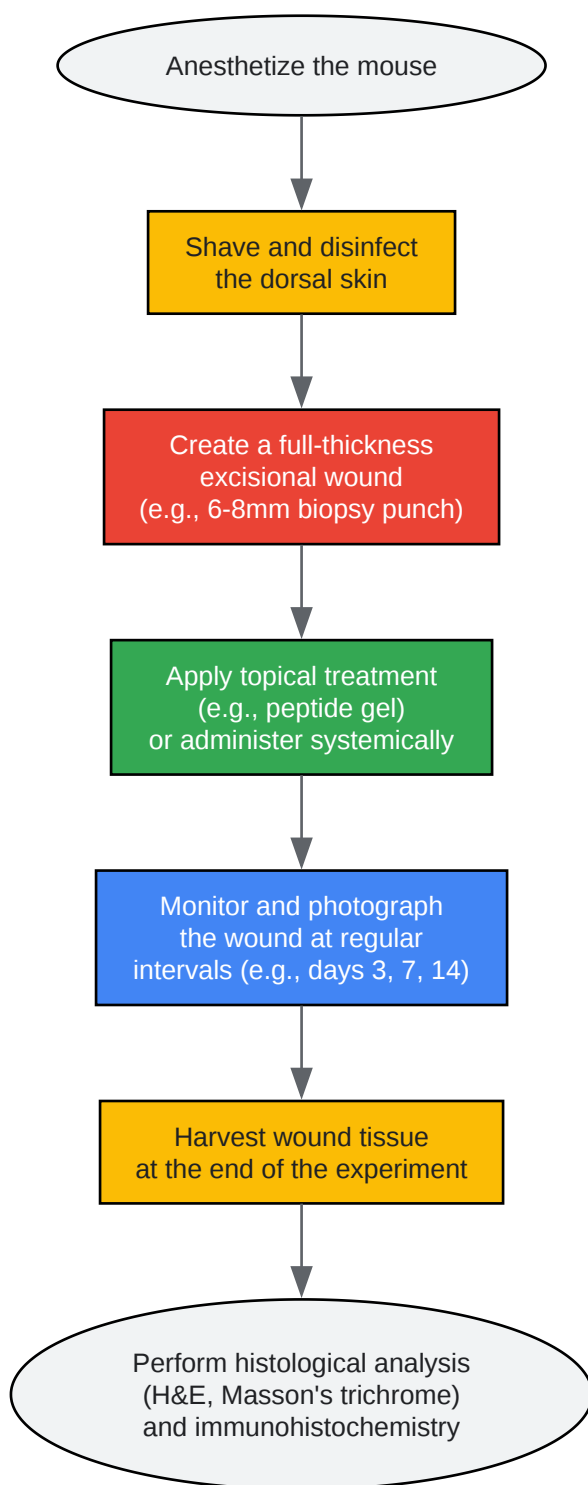 Anesthetize the mouse
Shave and disinfect
the dorsal skin
Create a full-thickness
excisional wound
(e.g., 6-8mm biopsy punch)
Apply topical treatment
(e.g., peptide gel)
or administer systemically
Monitor and photograph
the wound at regular
intervals (e.g., days 3, 7, 14)
Harvest wound tissue
at the end of the experiment
Perform histological analysis
(H&E, Masson's trichrome)
and immunohistochemistry